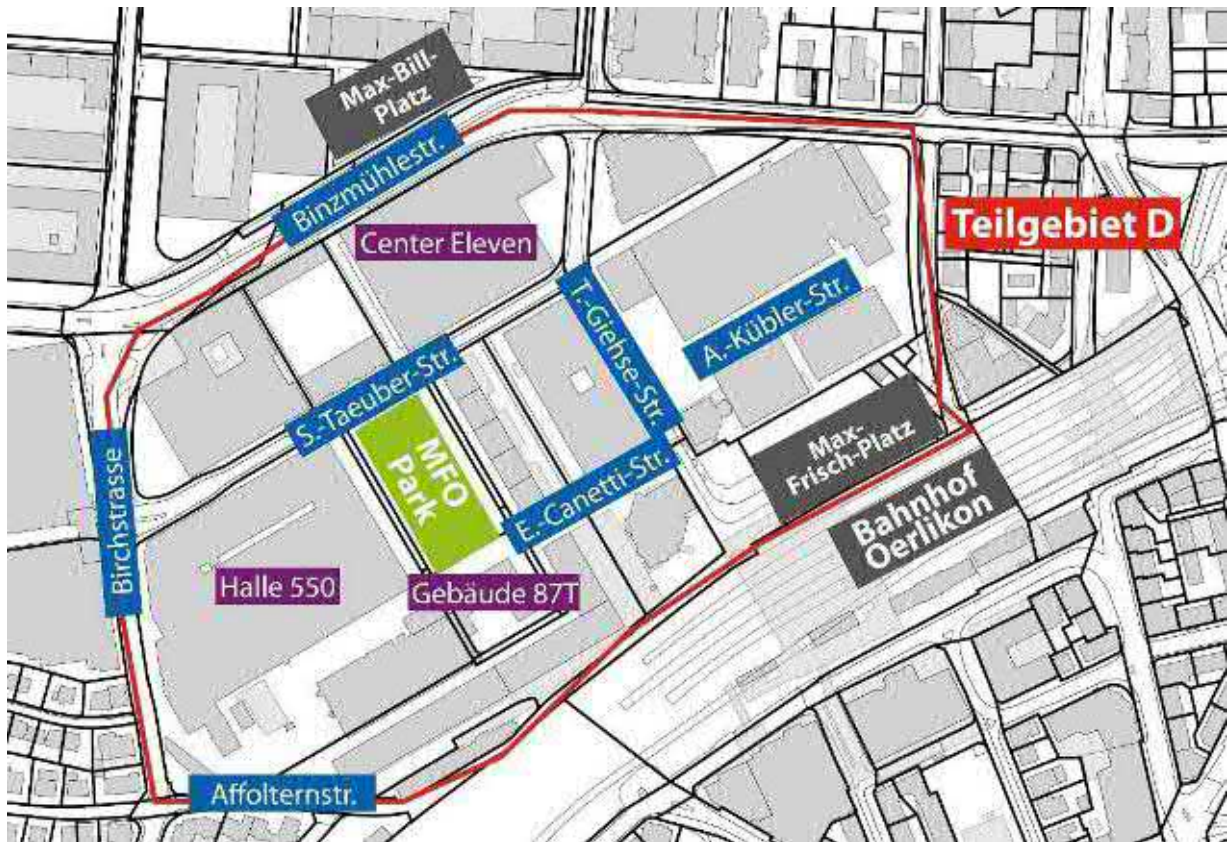 Max-Bill-
Platz
Binzmühlestr.
Center Eleven
Teilgebiet D
T.-Giehse-Str.
A.-Kübler-Str.
S.-Taeuber-Str.
MFO
Park
Max-
Frisch-Platz
E.-Canetti-Str.
Bahnhof
Oerlikon
Birchstrasse
Halle 550
Gebäude 87T
Affolternstr.